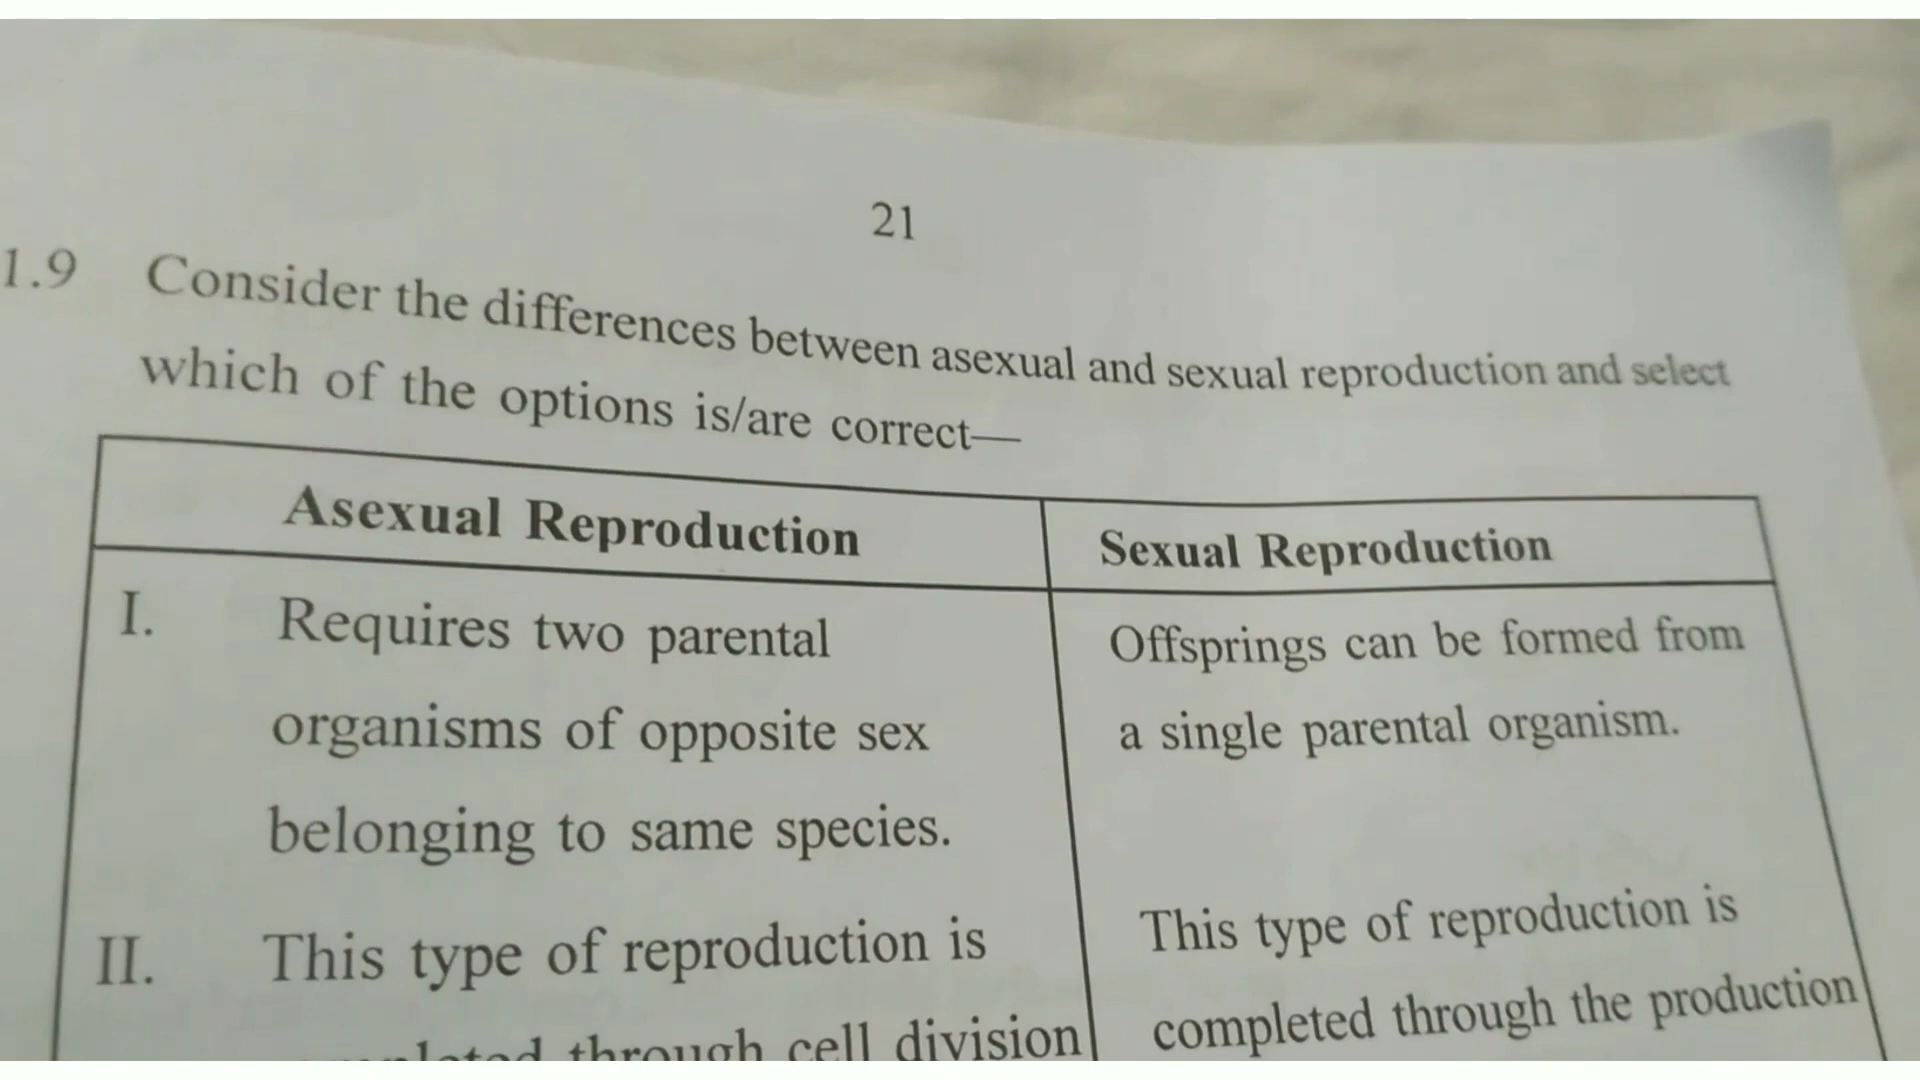 21
1.9 Consider the differences between asexual and sexual reproduction and select
which of the options is/are correct—
Asexual Reproduction
Sexual Reproduction
I. Requires two parental
organisms of opposite sex
belonging to same species.
Offsprings can be formed from
a single parental organism.
II. This type of reproduction is
through cell division
This type of reproduction is
completed through the production